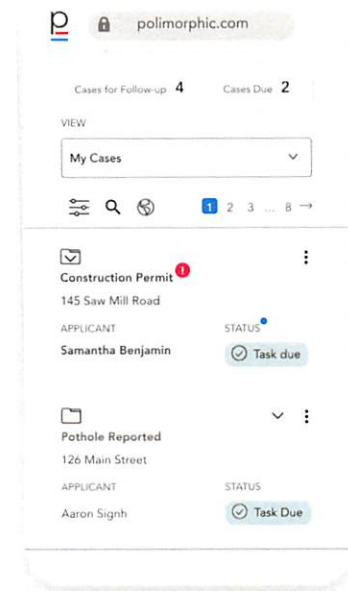 p polimorphic.com
Cases for Follow-up 4 Cases Due 2
VIEW
My Cases
1 2 3 ... 8 →
Construction Permit !
145 Saw Mill Road
APPLICANT STATUS
Samantha Benjamin Task due
Pothole Reported
126 Main Street
APPLICANT STATUS
Aaron Signh Task Due